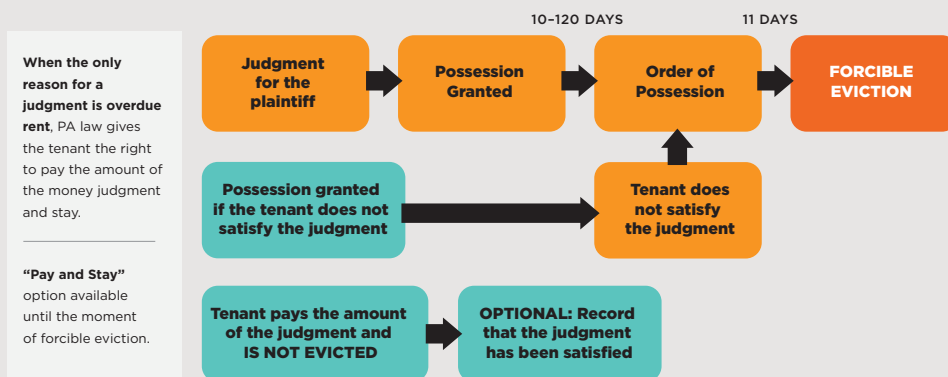 10–120 DAYS
11 DAYS
When the only
reason for a
judgment is overdue
rent, PA law gives
the tenant the right
to pay the amount of
the money judgment
and stay.
“Pay and Stay”
option available
until the moment
of forcible eviction.
Judgment
for the
plaintiff
Possession
Granted
Order of
Possession
FORCIBLE
EVICTION
Possession granted
if the tenant does not
satisfy the judgment
Tenant does
not satisfy
the judgment
Tenant pays the amount
of the judgment and
IS NOT EVICTED
OPTIONAL: Record
that the judgment
has been satisfied